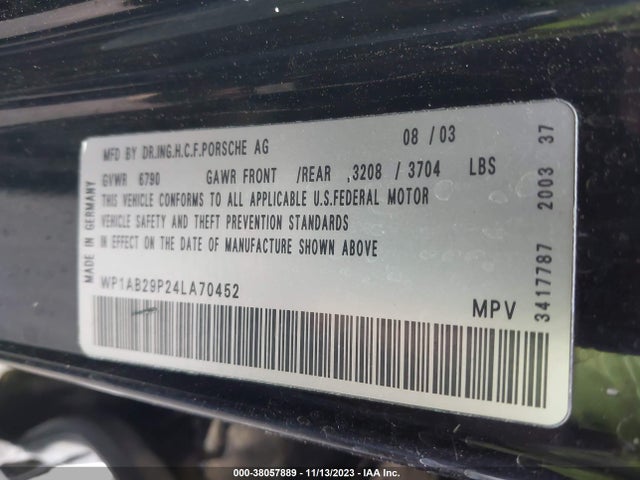 MFD BY DR.ING.H.C.F.PORSCHE AG 08 / 03
GVWR 6790 GAWR FRONT /REAR ,3208 / 3704 LBS
THIS VEHICLE CONFORMS TO ALL APPLICABLE U.S.FEDERAL MOTOR
VEHICLE SAFETY AND THEFT PREVENTION STANDARDS
IN EFFECT ON THE DATE OF MANUFACTURE SHOWN ABOVE
WP1AB29P24LA70452
MPV
MADE IN GERMANY
3417787 2003 37
000-38057889 - 11/13/2023 - IAA Inc.